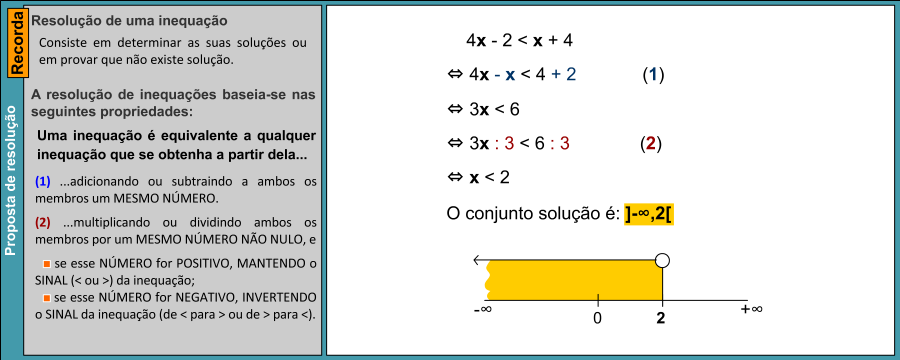 Recorda
Proposta de resolução
Resolução de uma inequação
Consiste em determinar as suas soluções ou
em provar que não existe solução.
A resolução de inequações baseia-se nas
seguintes propriedades:
Uma inequação é equivalente a qualquer
inequação que se obtenha a partir dela...
(1) ...adicionando ou subtraindo a ambos os
membros um MESMO NÚMERO.
(2) ...multiplicando ou dividindo ambos os
membros por um MESMO NÚMERO NÃO NULO, e
se esse NÚMERO for POSITIVO, MANTENDO o
SINAL (< ou >) da inequação;
se esse NÚMERO for NEGATIVO, INVERTENDO
o SINAL da inequação (de < para > ou de > para <).
4x - 2 < x + 4
⇔ 4x - x < 4 + 2 (1)
⇔ 3x < 6
⇔ 3x : 3 < 6 : 3 (2)
⇔ x < 2
O conjunto solução é: ]-∞,2[
-∞ 0 2 +∞